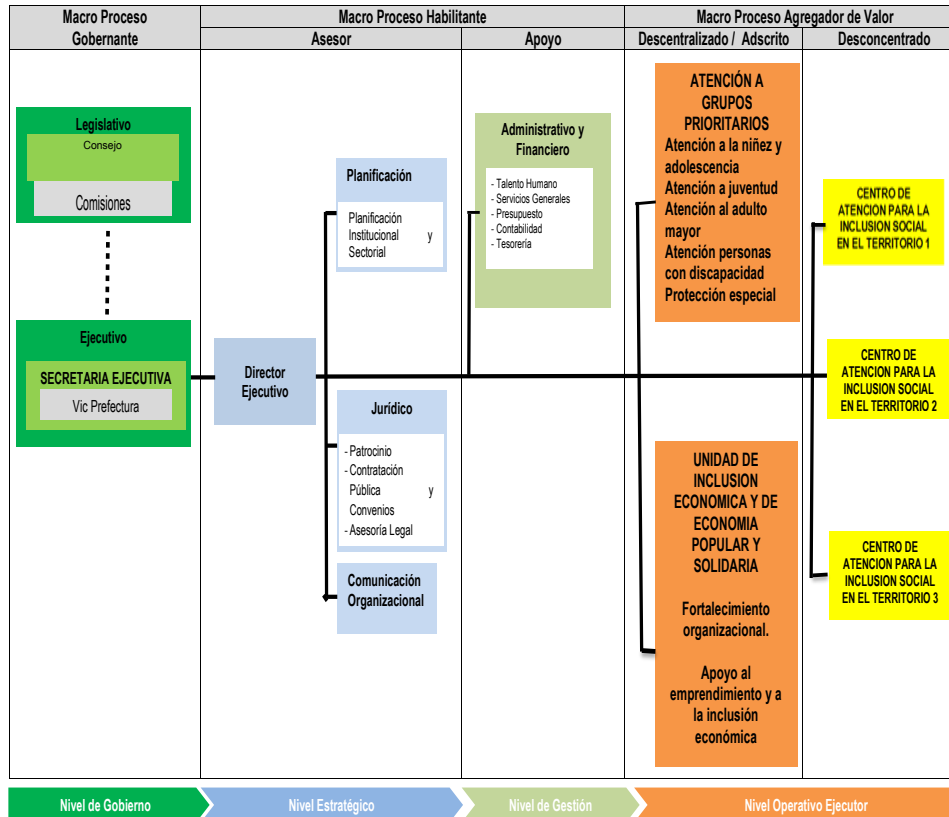 Macro Proceso
Gobernante
Macro Proceso Habilitante
Macro Proceso Agregador de Valor
Asesor
Apoyo
Descentralizado / Adscrito
Desconcentrado
Legislativo
Consejo
Comisiones
Ejecutivo
SECRETARIA EJECUTIVA
Vic Prefectura
Director
Ejecutivo
Planificación
Planificación
Institucional y
Sectorial
Jurídico
- Patrocinio
- Contratación
Pública y
Convenios
- Asesoría Legal
Comunicación
Organizacional
Administrativo y
Financiero
- Talento Humano
- Servicios Generales
- Presupuesto
- Contabilidad
- Tesorería
ATENCIÓN A
GRUPOS
PRIORITARIOS
Atención a la niñez y
adolescencia
Atención a juventud
Atención al adulto
mayor
Atención personas
con discapacidad
Protección especial
UNIDAD DE
INCLUSION
ECONOMICA Y DE
ECONOMIA
POPULAR Y
SOLIDARIA
Fortalecimiento
organizacional.
Apoyo al
emprendimiento y a
la inclusión
económica
CENTRO DE
ATENCION PARA LA
INCLUSION SOCIAL
EN EL TERRITORIO 1
CENTRO DE
ATENCION PARA LA
INCLUSION SOCIAL
EN EL TERRITORIO 2
CENTRO DE
ATENCION PARA LA
INCLUSION SOCIAL
EN EL TERRITORIO 3
Nivel de Gobierno
Nivel Estratégico
Nivel de Gestión
Nivel Operativo Ejecutor